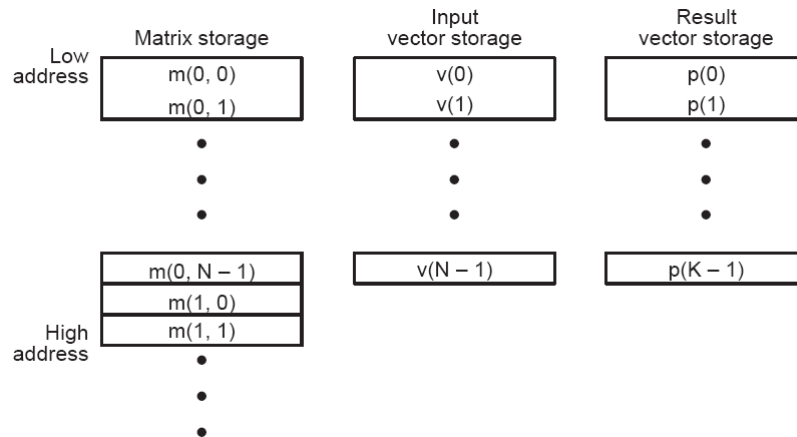 Low
address
Matrix storage
m(0, 0)
m(0, 1)
m(0, N – 1)
m(1, 0)
m(1, 1)
High
address
Input
vector storage
v(0)
v(1)
v(N – 1)
Result
vector storage
p(0)
p(1)
p(K – 1)